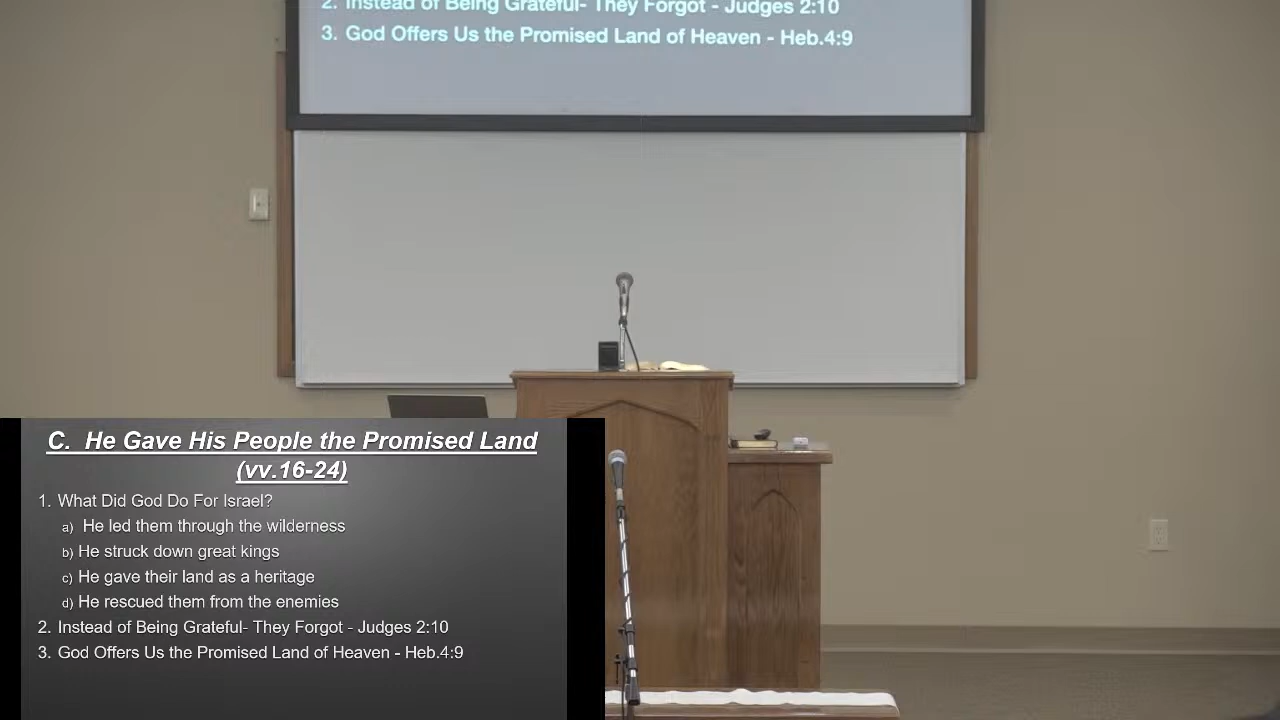 2. Instead of Being Grateful- They Forgot - Judges 2:10
3. God Offers Us the Promised Land of Heaven - Heb.4:9
C. He Gave His People the Promised Land
(vv.16-24)
1. What Did God Do For Israel?
a) He led them through the wilderness
b) He struck down great kings
c) He gave their land as a heritage
d) He rescued them from the enemies
2. Instead of Being Grateful- They Forgot - Judges 2:10
3. God Offers Us the Promised Land of Heaven - Heb.4:9